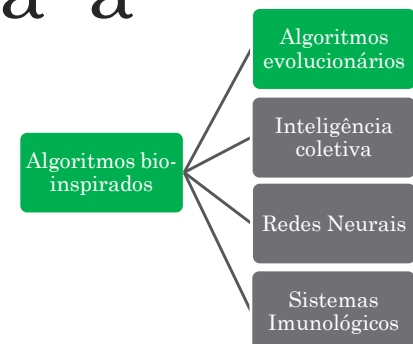 a a
Algoritmos
evolucionários
Inteligência
coletiva
Algoritmos bio-
inspirados
Redes Neurais
Sistemas
Imunológicos